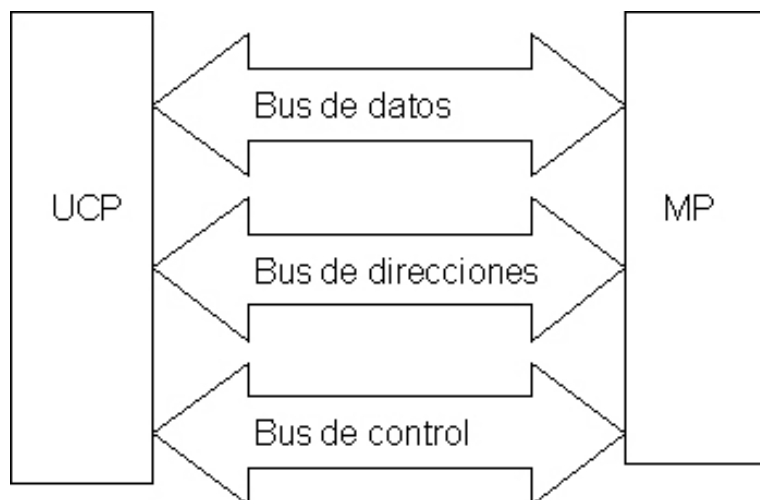 Bus de datos
UCP
MP
Bus de direcciones
Bus de control